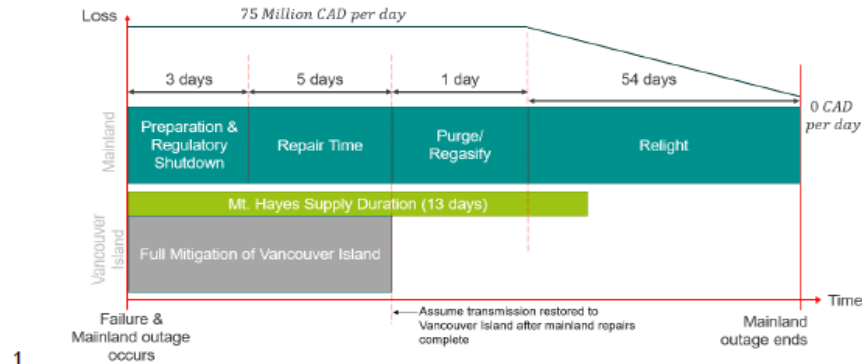 Loss
75 Million CAD per day
3 days
5 days
1 day
54 days
0 CAD
per day
Mainland
Preparation &
Regulatory
Shutdown
Repair Time
Purge/
Regasify
Relight
Mt. Hayes Supply Duration (13 days)
Vancouver
Island
Full Mitigation of Vancouver Island
Time
Failure &
Mainland outage
occurs
Assume transmission restored to
Vancouver Island after mainland repairs
complete
Mainland
outage ends
1